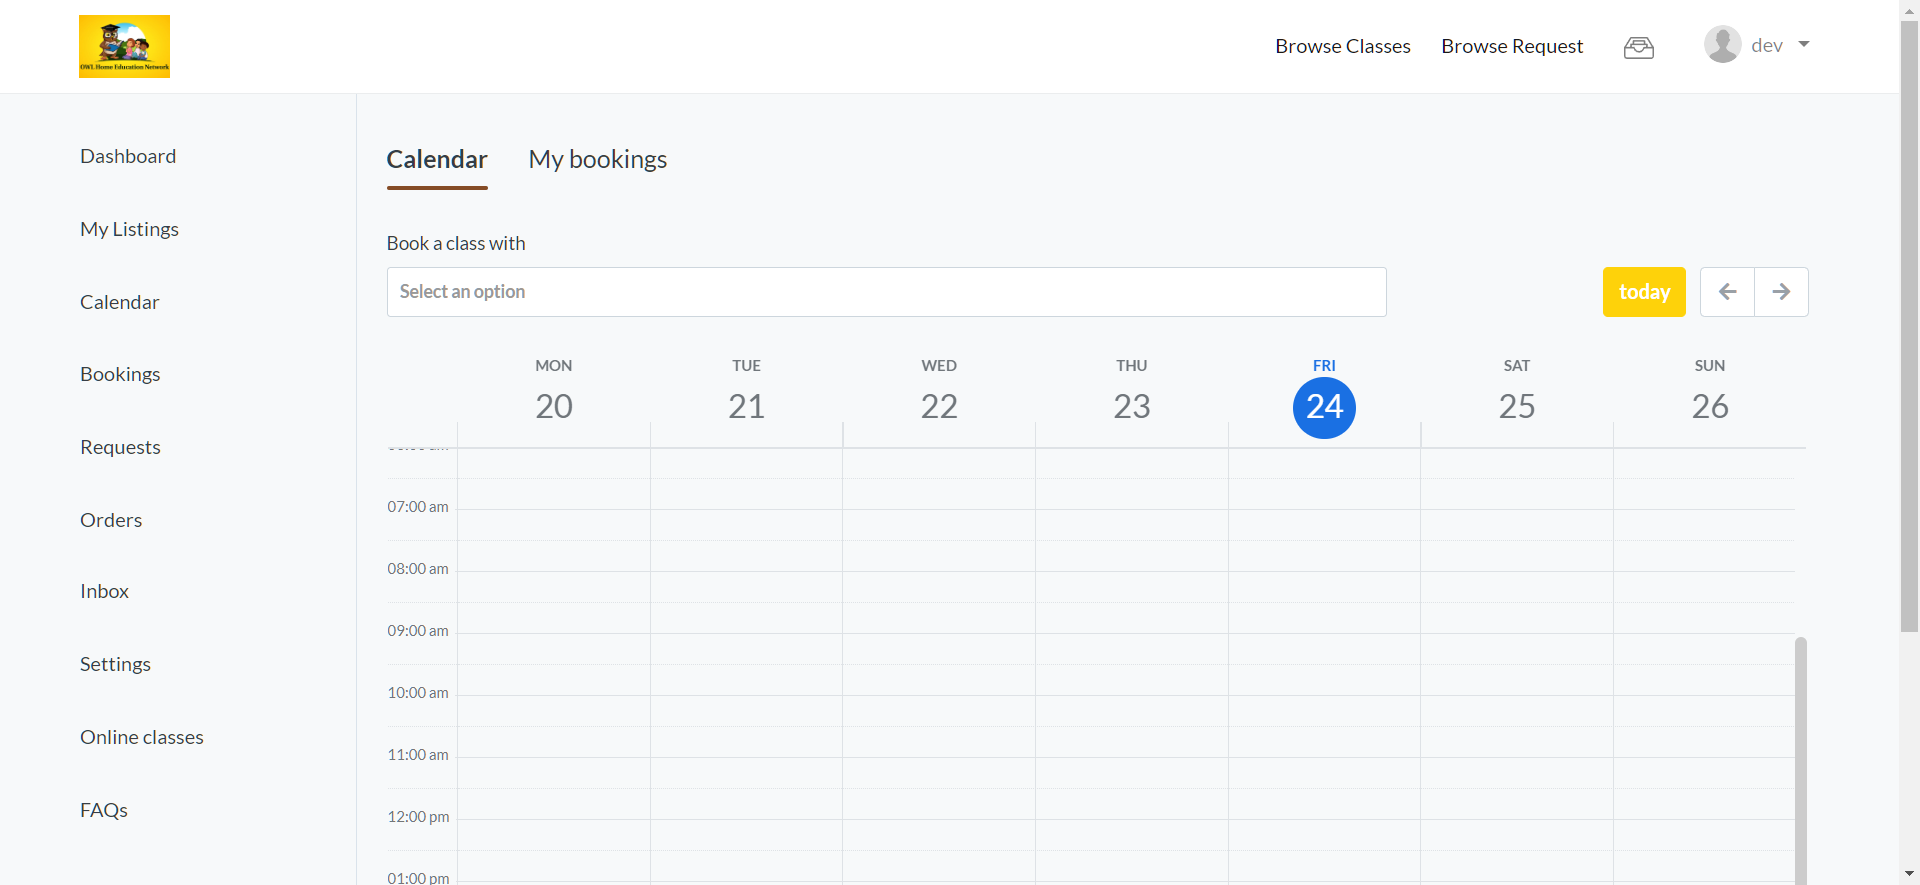 OWL Home Education Network
Browse Classes
Browse Request
dev
Dashboard
My Listings
Calendar
Bookings
Requests
Orders
Inbox
Settings
Online classes
FAQs
Calendar
My bookings
Book a class with
Select an option
today
MON TUE WED THU FRI SAT SUN
20 21 22 23 24 25 26
07:00 am
08:00 am
09:00 am
10:00 am
11:00 am
12:00 pm
01:00 pm